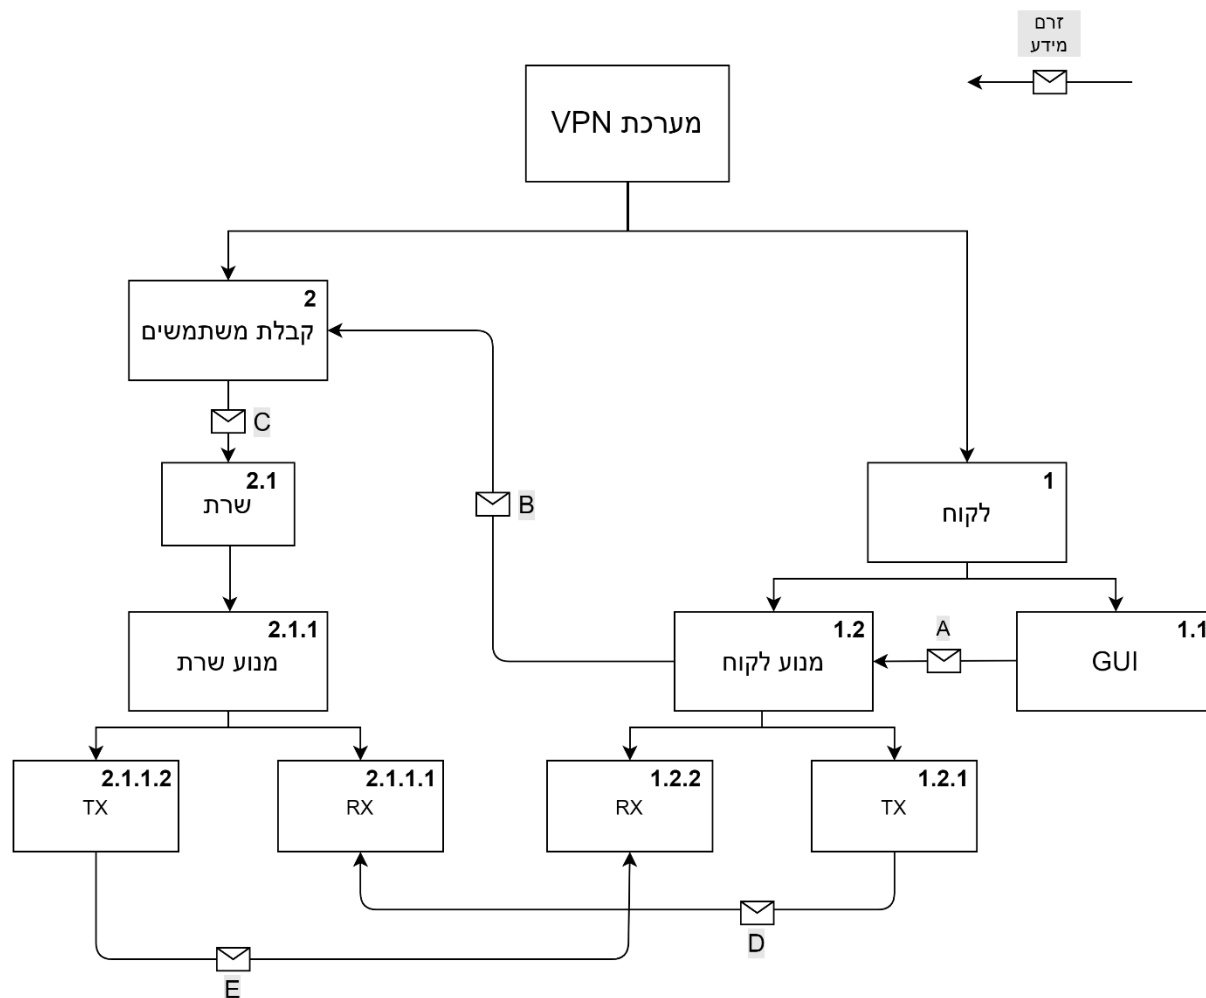 זרם
מידע
מערכת VPN
2
קבלת משתמשים
C
2.1
שרת
B
1
לקוח
2.1.1
מנוע שרת
1.2
מנוע לקוח
A
1.1
GUI
2.1.1.2
TX
2.1.1.1
RX
1.2.2
RX
1.2.1
TX
D
E